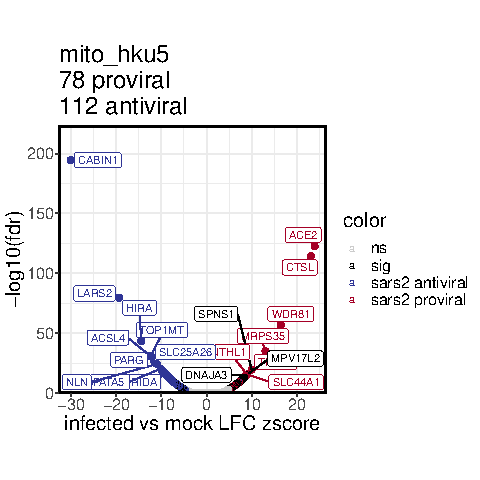 mito_hku5
78 proviral
112 antiviral
200
150
100
50
0
−log10(fdr)
CABIN1
ACE2
CTSL
LARS2
HIRA
SPNS1
WDR81
TOP1MT
MRPS35
ACSL4
SLC25A26
ITHL1
MPV17L2
PARG
DNAJA3
NLN
PATA5
RIDA
SLC44A1
−30
−20
−10
0
10
20
infected vs mock LFC zscore
color
a ns
a sig
a sars2 antiviral
a sars2 proviral